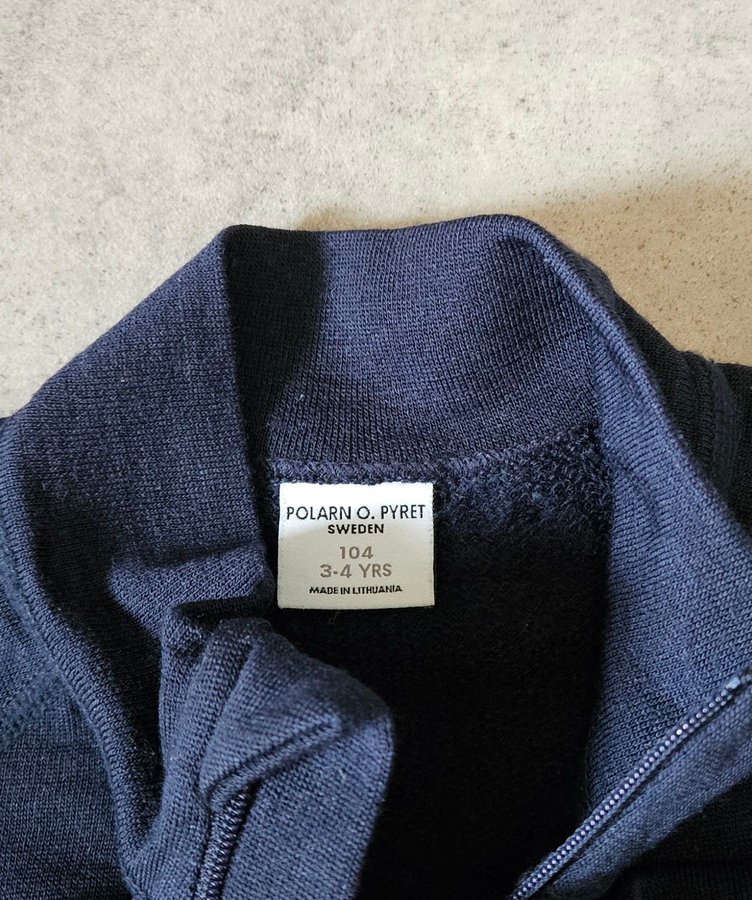 POLARN O. PYRET
SWEDEN
104
3-4 YRS
MADE IN LITHUANIA